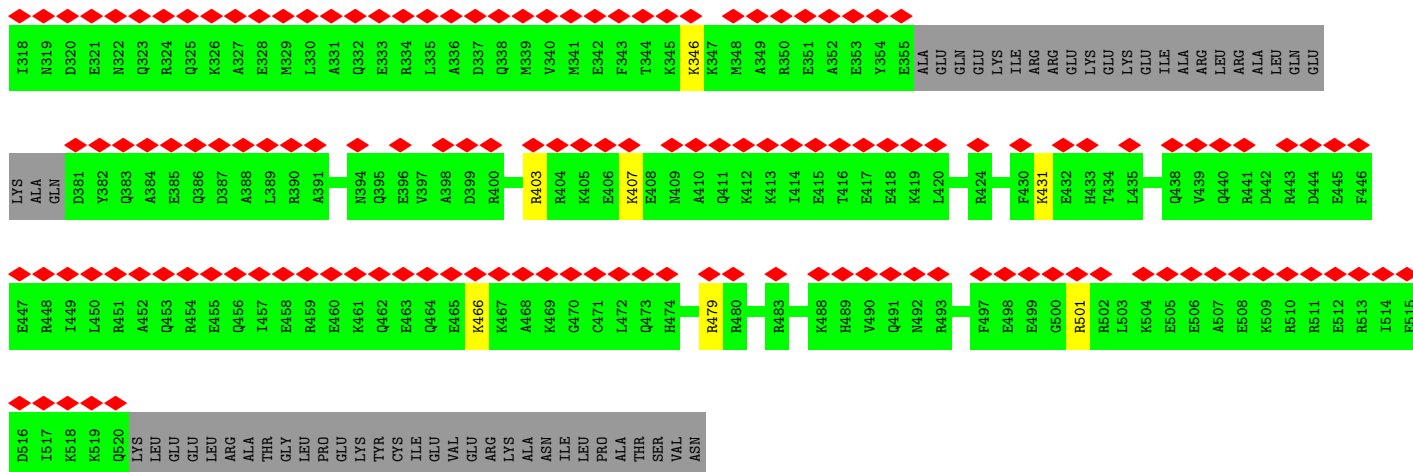 I318 N319 D320 E321 N322 Q323 R324 Q325 K326 A327 E328 M329 L330 A331 Q332 E333 R334 L335 A336 D337 Q338 M339 V340 M341 E342 F343 T344 K345 K346 K347 M348 A349 R350 E351 A352 E353 Y354 E355 ALA GLU GLN GLU LYS ILE ARG ARG GLU LYS GLU LYS GLU ILE ALA ARG LEU ARG ALA LEU GLN GLU
LYS ALA GLN D381 Y382 Q383 A384 E385 Q386 D387 A388 L389 R390 A391 N394 Q395 E396 V397 A398 D399 R400 R403 R404 K405 E406 K407 E408 N409 A410 Q411 K412 K413 I414 E415 T416 E417 E418 K419 L420 R424 F430 K431 E432 H433 T434 L435 Q438 V439 Q440 R441 D442 R443 D444 E445 F446
E447 R448 I449 L450 R451 A452 Q453 R454 E455 Q456 I457 E458 R459 E460 K461 Q462 E463 Q464 E465 K466 K467 A468 K469 G470 C471 L472 Q473 H474 R479 R480 R483 K488 H489 V490 Q491 N492 R493 F497 E498 E499 G500 R501 R502 L503 K504 E505 E506 A507 E508 K509 R510 R511 E512 R513 I514 E515
D516 I517 K518 K519 Q520 LYS LEU GLU GLU LEU ARG ALA THR GLY LEU PRO GLU LYS TYR CYS ILE GLU VAL GLU ARG LYS ALA ASN ILE LEU PRO ALA THR SER VAL ASN